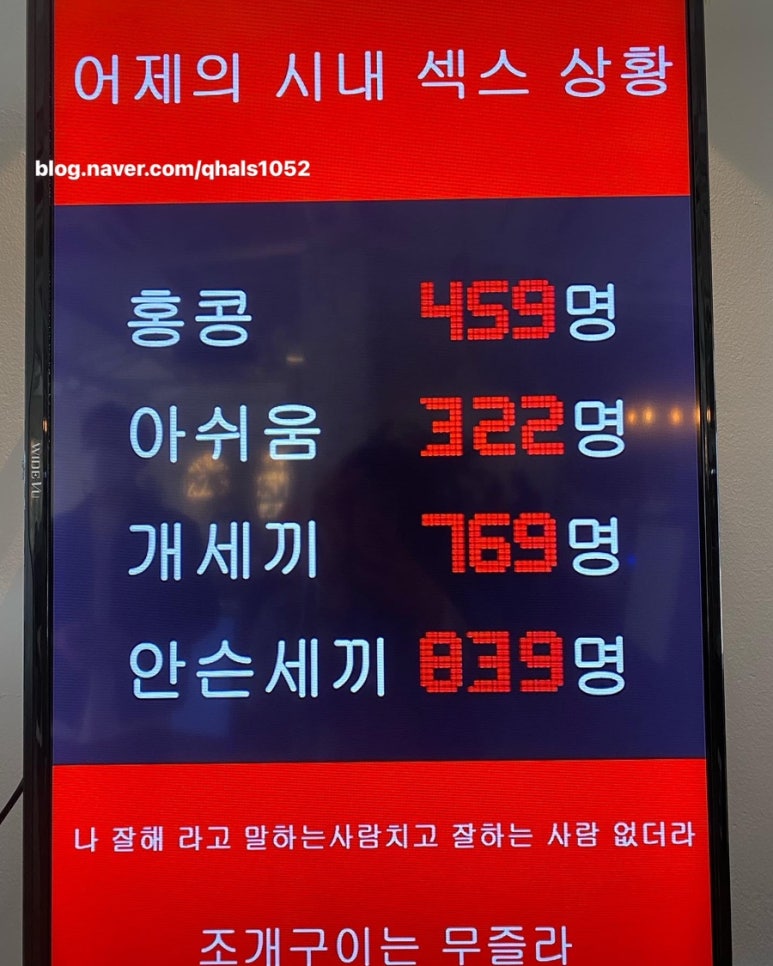 어제의 시내 섹스 상황
blog.naver.com/qhals1052
홍콩 459명
아쉬움 322명
개세끼 769명
안슨세끼 839명
나 잘해 라고 말하는사람치고 잘하는 사람 없더라
조개구이는 무즐라
WIDE VU